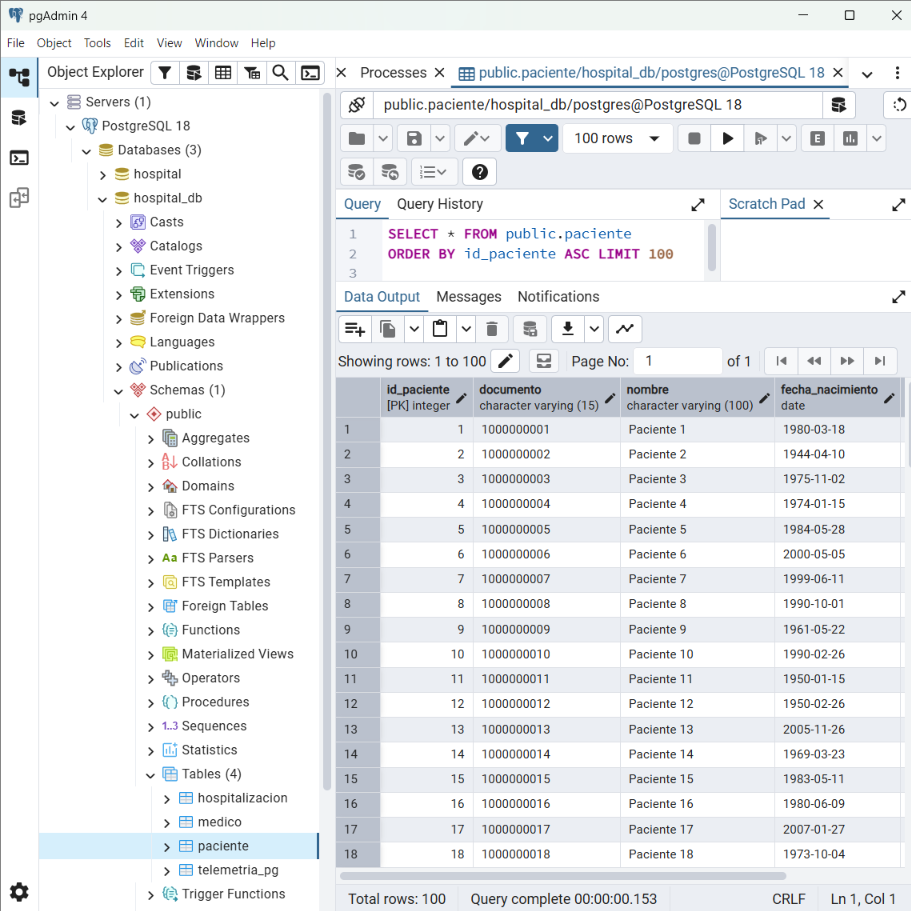 pgAdmin 4
File Object Tools Edit View Window Help
Object Explorer
Servers (1)
PostgreSQL 18
Databases (3)
hospital
hospital_db
Casts
Catalogs
Event Triggers
Extensions
Foreign Data Wrappers
Languages
Publications
Schemas (1)
public
Aggregates
Collations
Domains
FTS Configurations
FTS Dictionaries
Aa FTS Parsers
FTS Templates
Foreign Tables
Functions
Materialized Views
Operators
Procedures
1..3 Sequences
Statistics
Tables (4)
hospitalizacion
medico
paciente
telemetria_pg
Trigger Functions
Processes public.paciente/hospital_db/postgres@PostgreSQL 18
public.paciente/hospital_db/postgres@PostgreSQL 18
100 rows E
Query Query History Scratch Pad
1 SELECT * FROM public.paciente
2 ORDER BY id_paciente ASC LIMIT 100
3
Data Output Messages Notifications
Showing rows: 1 to 100 Page No: 1 of 1
id_paciente documento nombre fecha_nacimiento
[PK] integer character varying (15) character varying (100) date
1 1 1000000001 Paciente 1 1980-03-18
2 2 1000000002 Paciente 2 1944-04-10
3 3 1000000003 Paciente 3 1975-11-02
4 4 1000000004 Paciente 4 1974-01-15
5 5 1000000005 Paciente 5 1984-05-28
6 6 1000000006 Paciente 6 2000-05-05
7 7 1000000007 Paciente 7 1999-06-11
8 8 1000000008 Paciente 8 1990-10-01
9 9 1000000009 Paciente 9 1961-05-22
10 10 1000000010 Paciente 10 1990-02-26
11 11 1000000011 Paciente 11 1950-01-15
12 12 1000000012 Paciente 12 1950-02-26
13 13 1000000013 Paciente 13 2005-11-26
14 14 1000000014 Paciente 14 1969-03-23
15 15 1000000015 Paciente 15 1983-05-11
16 16 1000000016 Paciente 16 1980-06-09
17 17 1000000017 Paciente 17 2007-01-27
18 18 1000000018 Paciente 18 1973-10-04
Total rows: 100 Query complete 00:00:00.153 CRLF Ln 1, Col 1